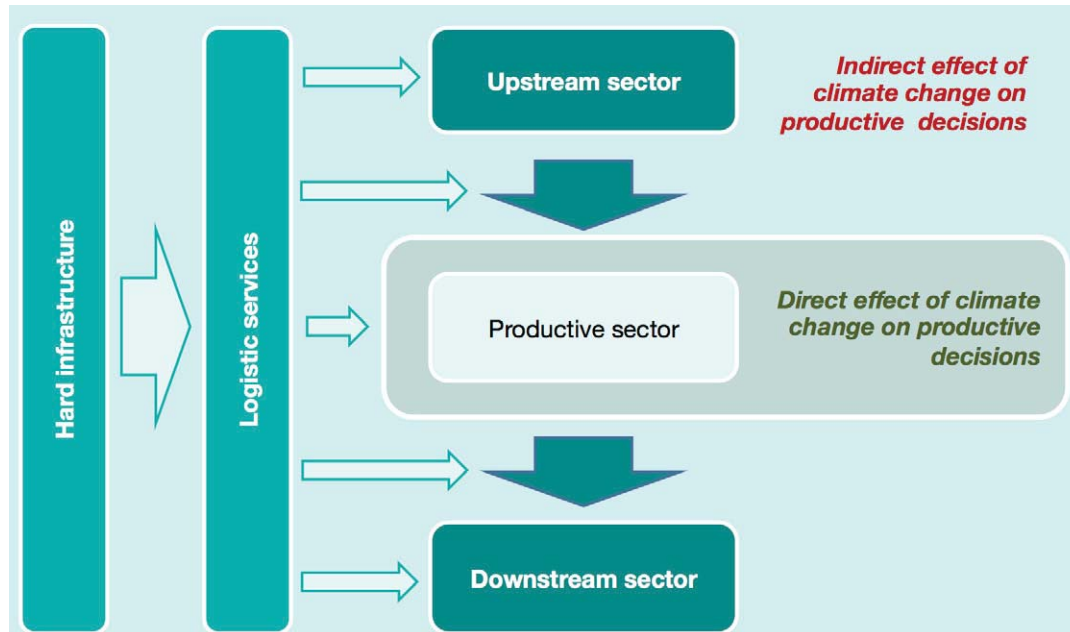 Hard infrastructure
Logistic services
Upstream sector
Indirect effect of
climate change on
productive decisions
Productive sector
Direct effect of climate
change on productive
decisions
Downstream sector